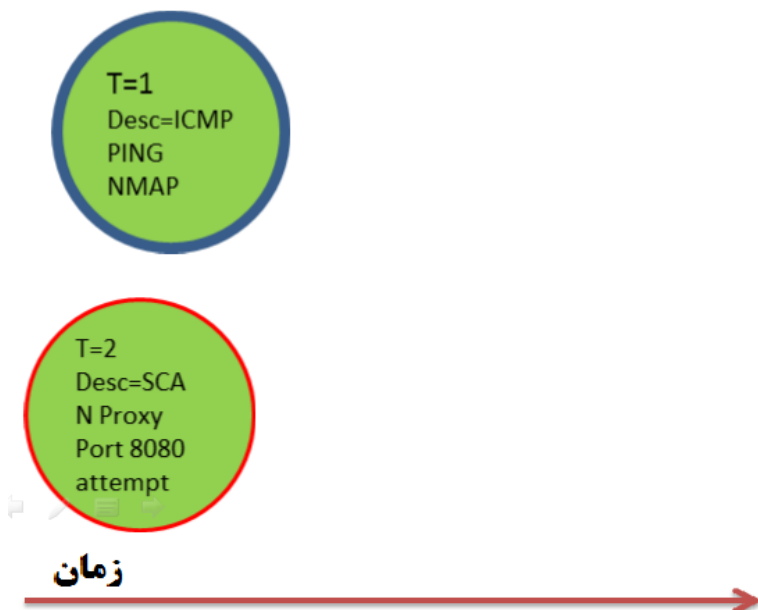 T=1
Desc=ICMP
PING
NMAP
T=2
Desc=SCA
N Proxy
Port 8080
attempt
زمان